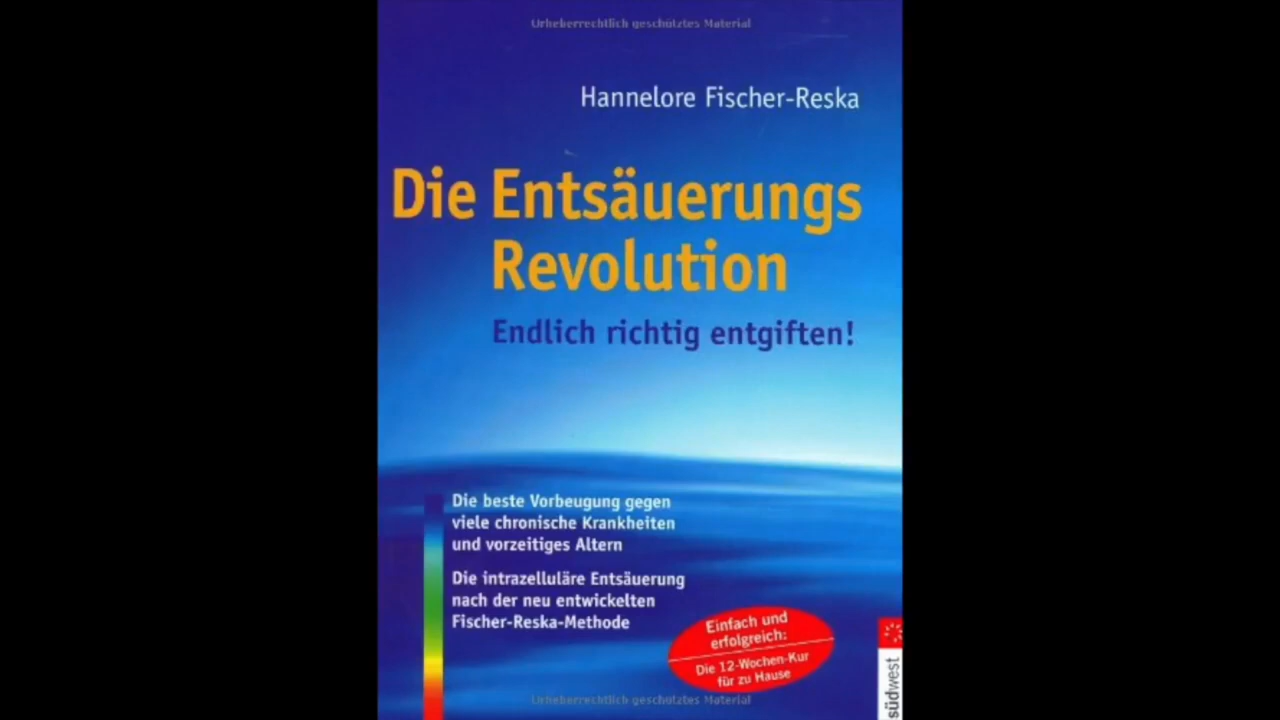 Urheberrechtlich geschütztes Material
Hannelore Fischer-Reska
Die Entsäuerungs
Revolution
Endlich richtig entgiften!
Die beste Vorbeugung gegen
viele chronische Krankheiten
und vorzeitiges Altern
Die intrazelluläre Entsäuerung
nach der neu entwickelten
Fischer-Reska-Methode
Einfach und
erfolgreich:
Die 12-Wochen-Kur
für zu Hause
südwest
Urheberrechtlich geschütztes Material